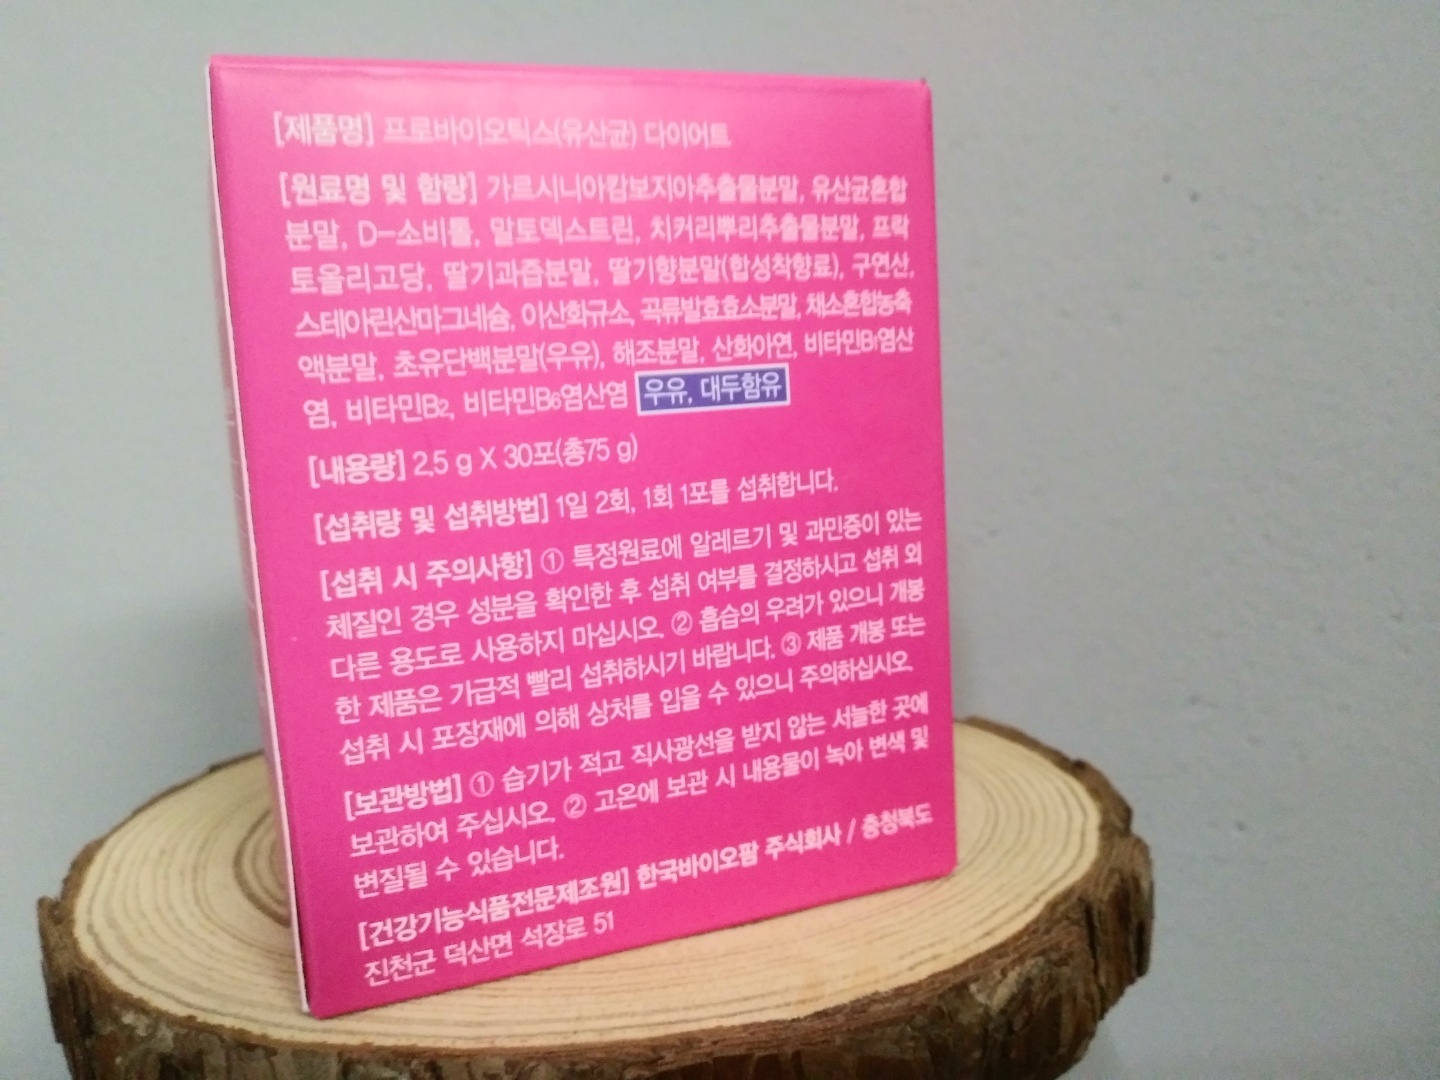 [제품명] 프로바이오틱스(유산균) 다이어트
[원료명 및 함량] 가르시니아캄보지아추출물분말, 유산균혼합
분말, D-소비톨, 말토덱스트린, 치커리뿌리추출물분말, 프락
토올리고당, 딸기과즙분말, 딸기향분말(합성착향료), 구연산,
스테아린산마그네슘, 이산화규소, 곡류발효효소분말, 채소혼합농축
액분말, 초유단백분말(우유), 해조분말, 산화아연, 비타민B₁염산
염, 비타민B₂, 비타민B₆염산염 우유, 대두함유
[내용량] 2.5 g X 30포(총75 g)
[섭취량 및 섭취방법] 1일 2회, 1회 1포를 섭취합니다.
[섭취 시 주의사항] ① 특정원료에 알레르기 및 과민증이 있는
체질인 경우 성분을 확인한 후 섭취 여부를 결정하시고 섭취 외
다른 용도로 사용하지 마십시오. ② 흡습의 우려가 있으니 개봉
한 제품은 가급적 빨리 섭취하시기 바랍니다. ③ 제품 개봉 또는
섭취 시 포장재에 의해 상처를 입을 수 있으니 주의하십시오.
[보관방법] ① 습기가 적고 직사광선을 받지 않는 서늘한 곳에
보관하여 주십시오. ② 고온에 보관 시 내용물이 녹아 변색 및
변질될 수 있습니다.
[건강기능식품전문제조원] 한국바이오팜 주식회사 / 충청북도
진천군 덕산면 석장로 51